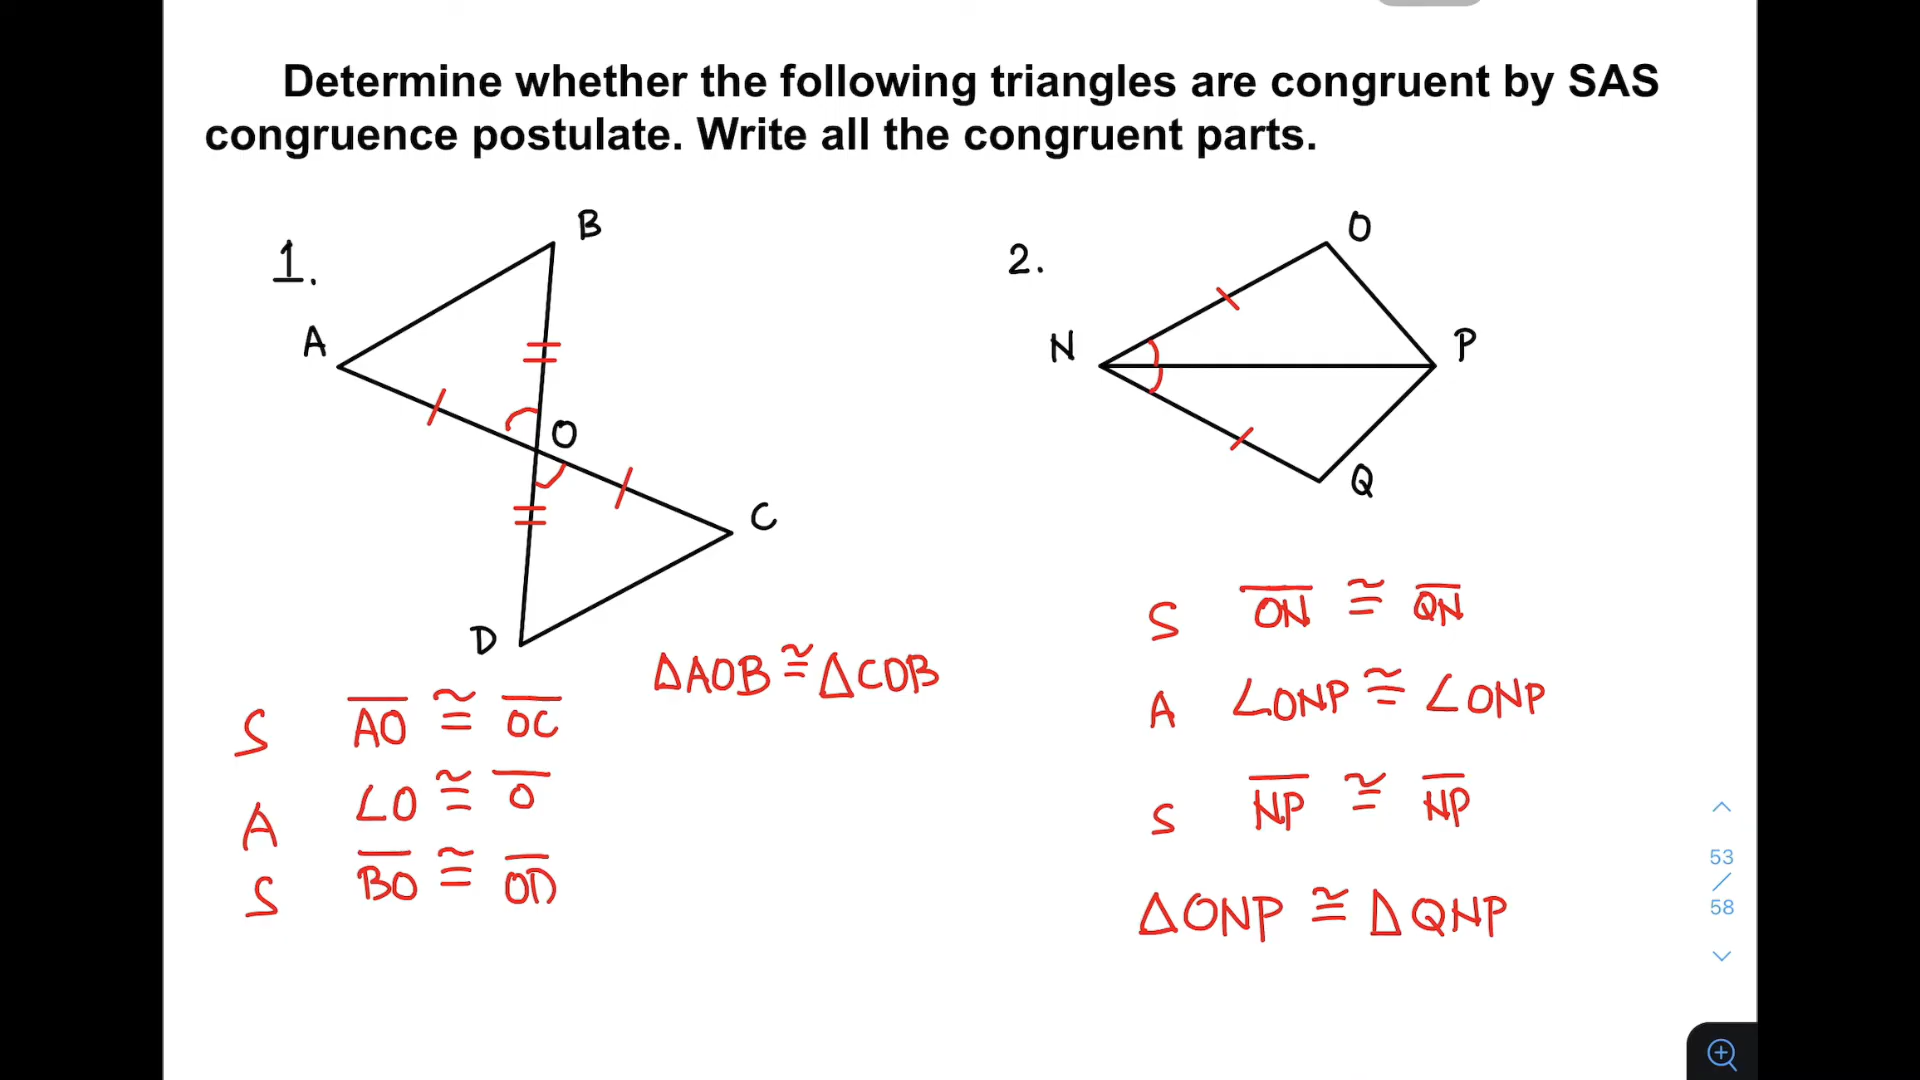 Determine whether the following triangles are congruent by SAS
congruence postulate. Write all the congruent parts.
1.
B
A
O
C
D
S AO ≅ OC
A ∠O ≅ O
S BO ≅ OD
ΔAOB ≅ ΔCOB
2.
O
N
P
Q
S ON ≅ QN
A ∠ONP ≅ ∠ONP
S NP ≅ NP
ΔONP ≅ ΔQNP
53
/
58